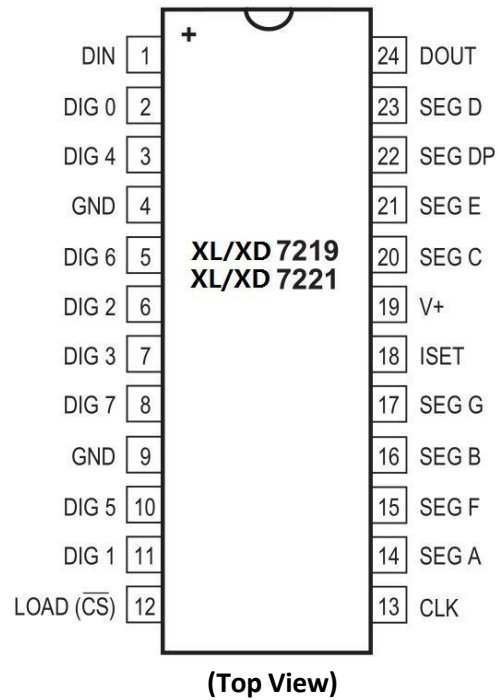 +
DIN 1 24 DOUT
DIG 0 2 23 SEG D
DIG 4 3 22 SEG DP
GND 4 21 SEG E
XL/XD 7219
DIG 6 5 20 SEG C
XL/XD 7221
DIG 2 6 19 V+
DIG 3 7 18 ISET
DIG 7 8 17 SEG G
GND 9 16 SEG B
DIG 5 10 15 SEG F
DIG 1 11 14 SEG A
LOAD (C̅S̅) 12 13 CLK
(Top View)